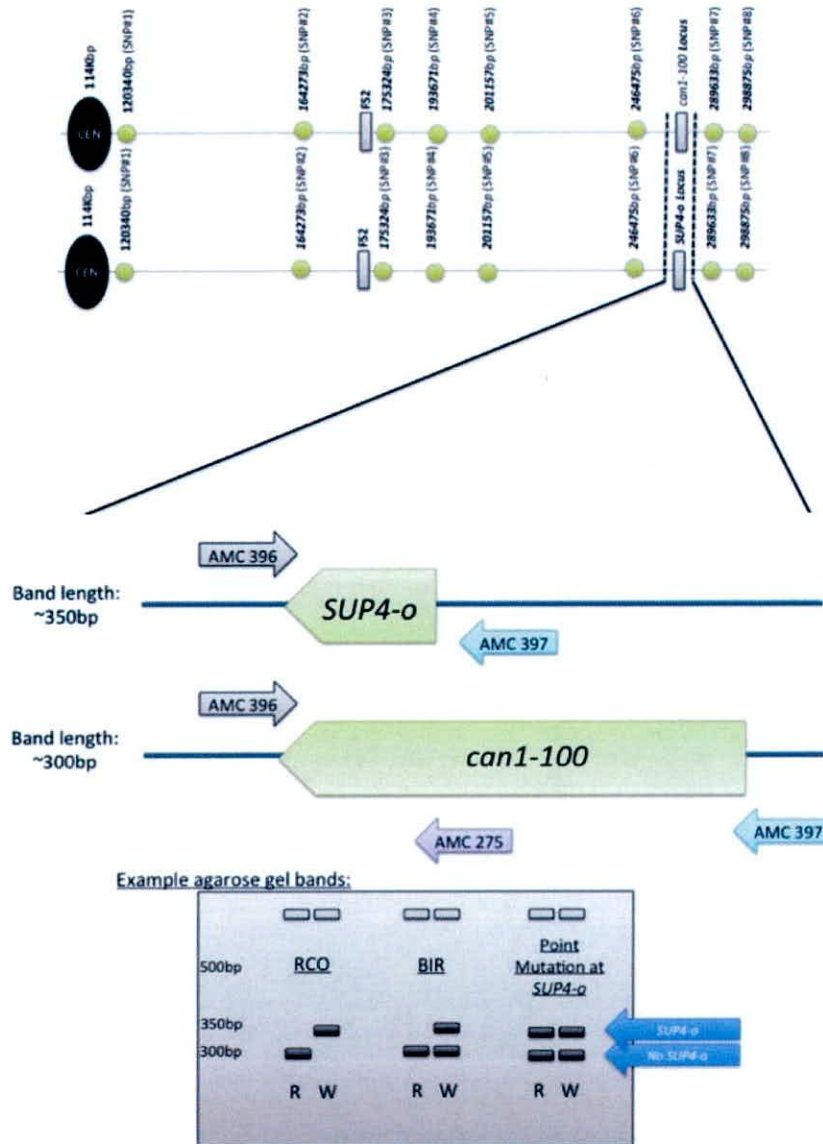 114Kbp
120340bp (SNP#1)
164273bp (SNP#2)
FS2
175324bp (SNP#3)
193671bp (SNP#4)
201157bp (SNP#5)
246475bp (SNP#6)
can1-100 Locus
289633bp (SNP#7)
298875bp (SNP#8)
CEN
114Kbp
120340bp (SNP#1)
164273bp (SNP#2)
FS2
175324bp (SNP#3)
193671bp (SNP#4)
201157bp (SNP#5)
246475bp (SNP#6)
SUP4-o Locus
289633bp (SNP#7)
298875bp (SNP#8)
CEN
AMC 396
Band length:
~350bp
SUP4-o
AMC 397
AMC 396
Band length:
~300bp
can1-100
AMC 275
AMC 397
Example agarose gel bands:
500bp
RCO
BIR
Point
Mutation at
SUP4-o
350bp
SUP4-o
300bp
No SUP4-o
R W
R W
R W